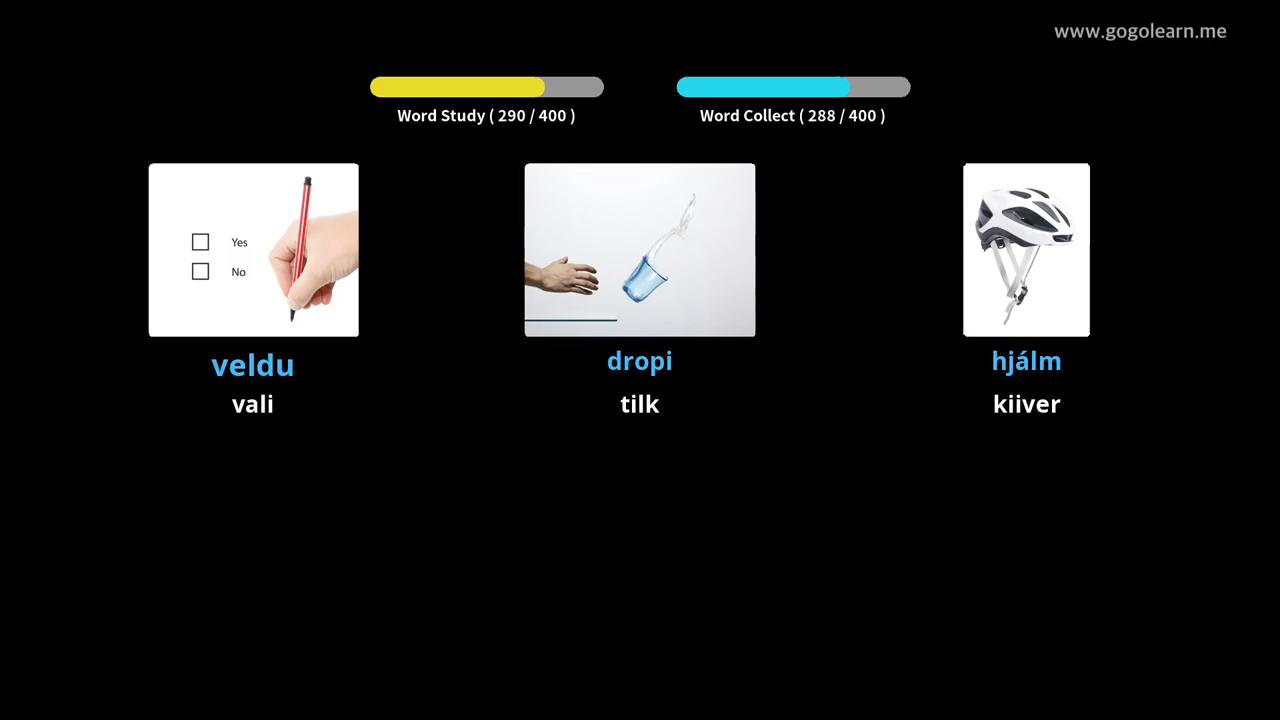 www.gogolearn.me
Word Study ( 290 / 400 )
Word Collect ( 288 / 400 )
Yes
No
veldu
vali
dropi
tilk
hjálm
kiiver